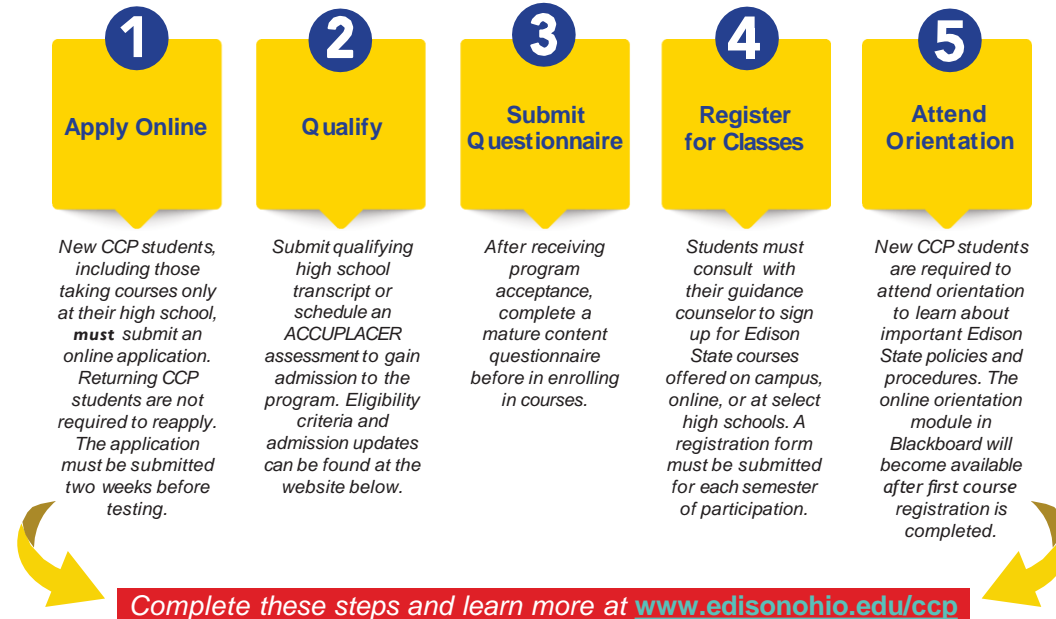 1
Apply Online
New CCP students,
including those
taking courses only
at their high school,
must submit an
online application.
Returning CCP
students are not
required to reapply.
The application
must be submitted
two weeks before
testing.
2
Qualify
Submit qualifying
high school
transcript or
schedule an
ACCUPLACER
assessment to gain
admission to the
program. Eligibility
criteria and
admission updates
can be found at the
website below.
3
Submit
Questionnaire
After receiving
program
acceptance,
complete a
mature content
questionnaire
before in enrolling
in courses.
4
Register
for Classes
Students must
consult with
their guidance
counselor to sign
up for Edison
State courses
offered on campus,
online, or at select
high schools. A
registration form
must be submitted
for each semester
of participation.
5
Attend
Orientation
New CCP students
are required to
attend orientation
to learn about
important Edison
State policies and
procedures. The
online orientation
module in
Blackboard will
become available
after first course
registration is
completed.
Complete these steps and learn more at www.edisonohio.edu/ccp